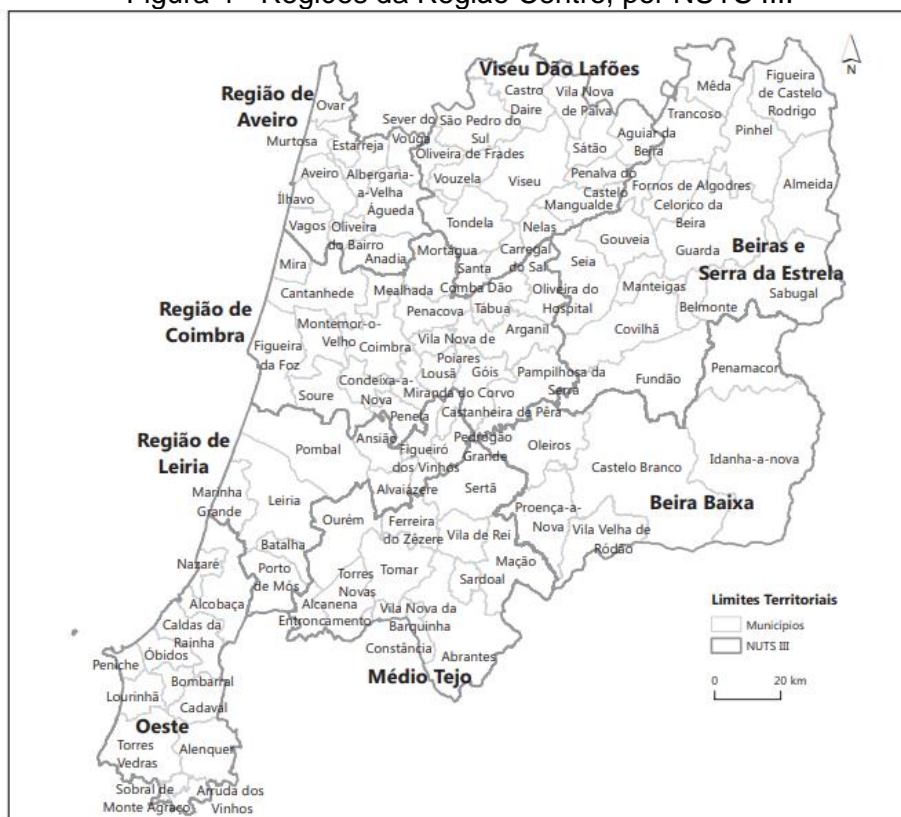 Figura 4 - Regiões da Região Centro, por NUTS III.
N
Viseu Dão Lafões
Região de
Aveiro
Região de
Coimbra
Região de
Leiria
Beiras e
Serra da Estrela
Beira Baixa
Médio Tejo
Oeste
Ovar
Murtosa
Estarreja
Sever do
Vouga
Aveiro
Albergaria-
a-Velha
Ílhavo
Águeda
Vagos
Oliveira
do Bairro
Anadia
Castro
Daire
Vila Nova
de Paiva
São Pedro do
Sul
Oliveira de Frades
Aguiar da
Beira
Sátão
Vouzela
Viseu
Penalva do
Castelo
Mangualde
Tondela
Nelas
Carregal
do Sal
Santa
Comba Dão
Mêda
Figueira
de Castelo
Rodrigo
Trancoso
Pinhel
Almeida
Fornos de Algodres
Celorico da
Beira
Gouveia
Guarda
Seia
Manteigas
Sabugal
Belmonte
Covilhã
Fundão
Mira
Mortágua
Cantanhede
Mealhada
Penacova
Tábua
Oliveira do
Hospital
Montemor-o-
Velho
Coimbra
Arganil
Vila Nova de
Poiares
Figueira
da Foz
Lousã
Góis
Pampilhosa da
Serra
Condeixa-a-
Nova
Soure
Miranda do Corvo
Penela
Castanheira de Pêra
Ansião
Pedrógão
Grande
Figueiró
dos Vinhos
Pombal
Alvaiázere
Marinha
Grande
Leiria
Batalha
Porto
de Mós
Penamacor
Oleiros
Castelo Branco
Idanha-a-nova
Proença-a-
Nova
Vila Velha de
Ródão
Sertã
Ourém
Ferreira
do Zêzere
Vila de Rei
Mação
Torres
Novas
Tomar
Sardoal
Alcanena
Entroncamento
Vila Nova da
Barquinha
Constância
Abrantes
Nazaré
Alcobaça
Caldas da
Rainha
Óbidos
Peniche
Bombarral
Lourinhã
Cadaval
Torres
Vedras
Alenquer
Sobral de
Monte Agraço
Arruda dos
Vinhos
Limites Territoriais
Municípios
NUTS III
0 20 km